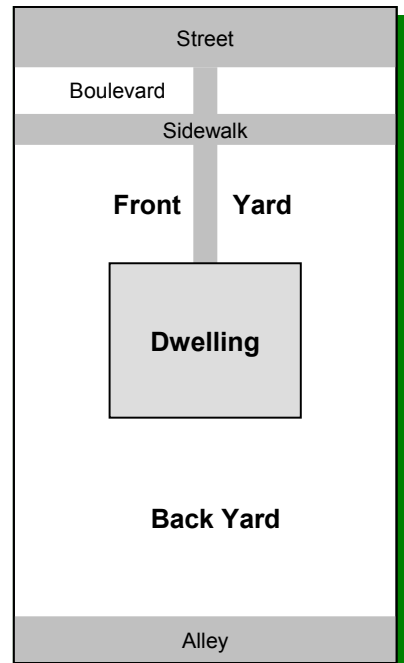 Street
Boulevard
Sidewalk
Front Yard
Dwelling
Back Yard
Alley